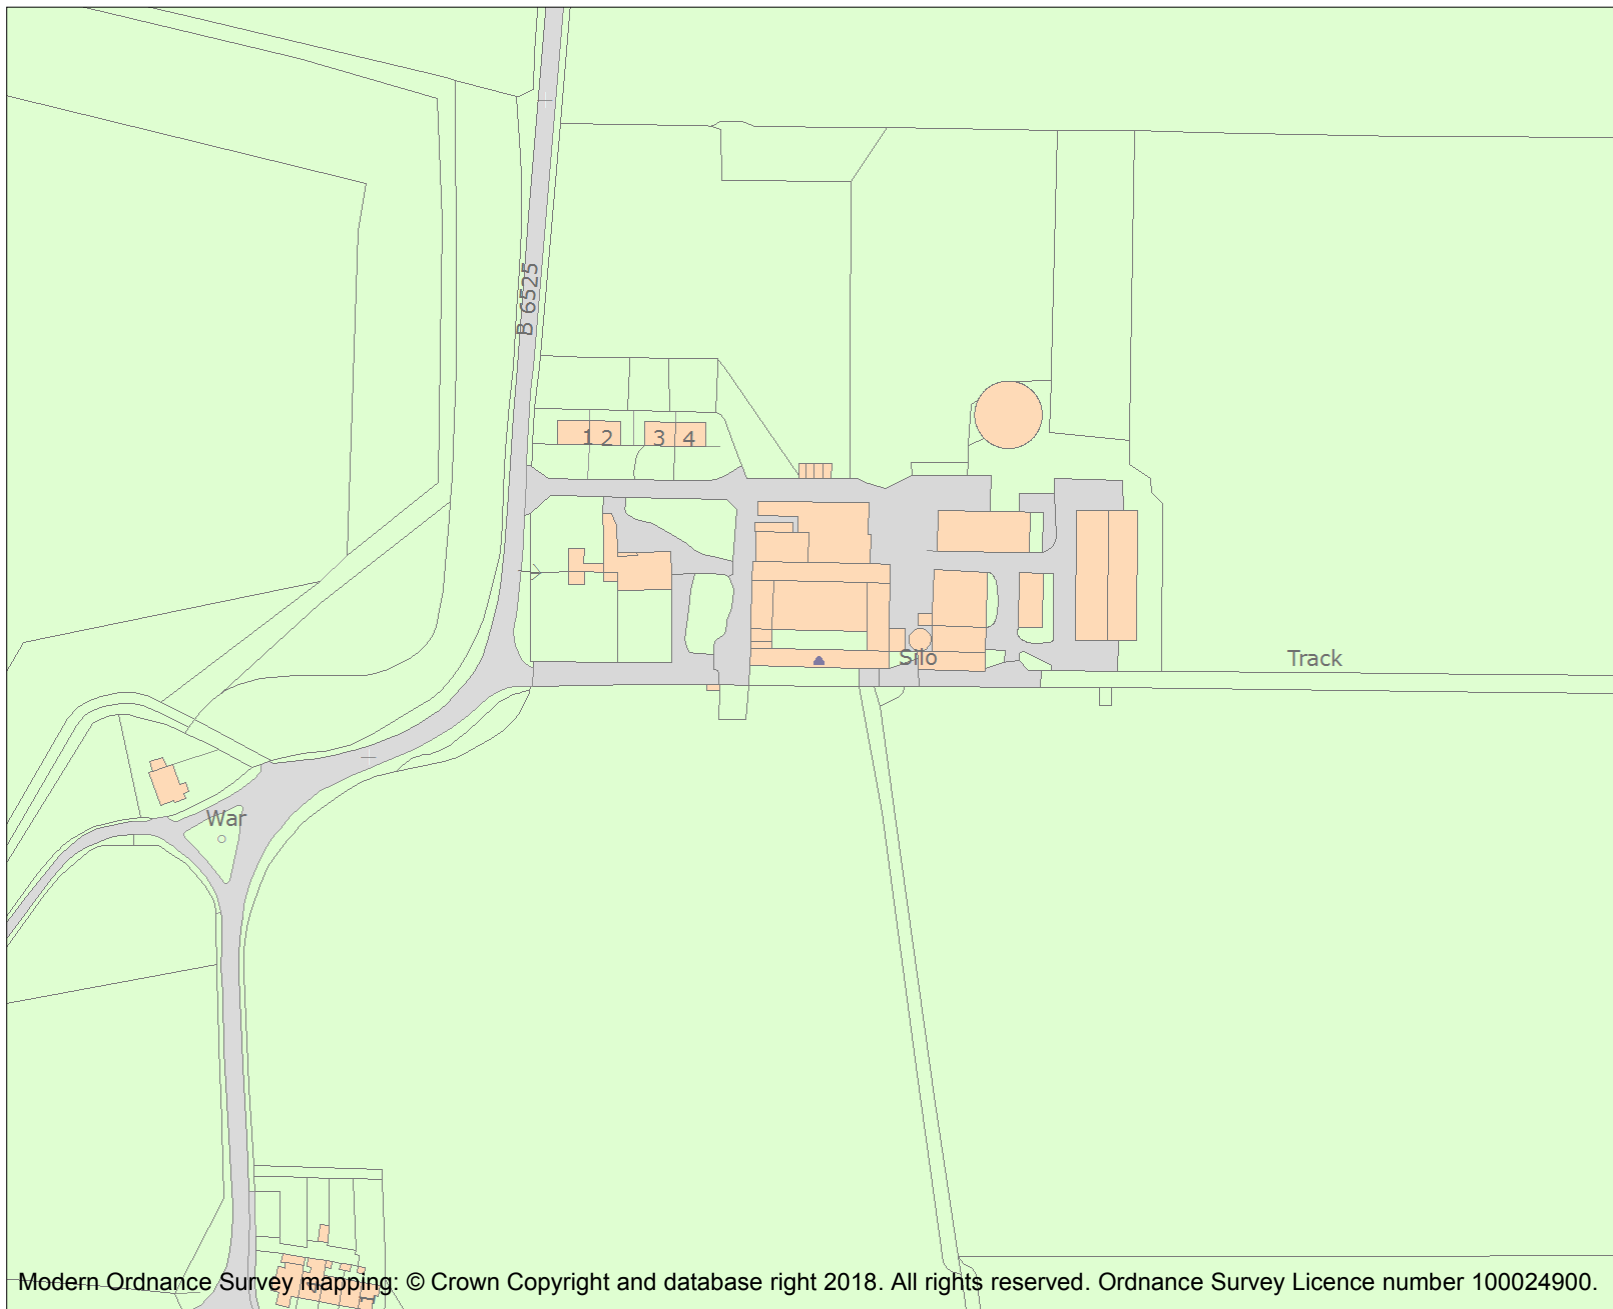 B 6525
1 2
3 4
Silo
Track
War
Modern Ordnance Survey mapping: © Crown Copyright and database right 2018. All rights reserved. Ordnance Survey Licence number 100024900.